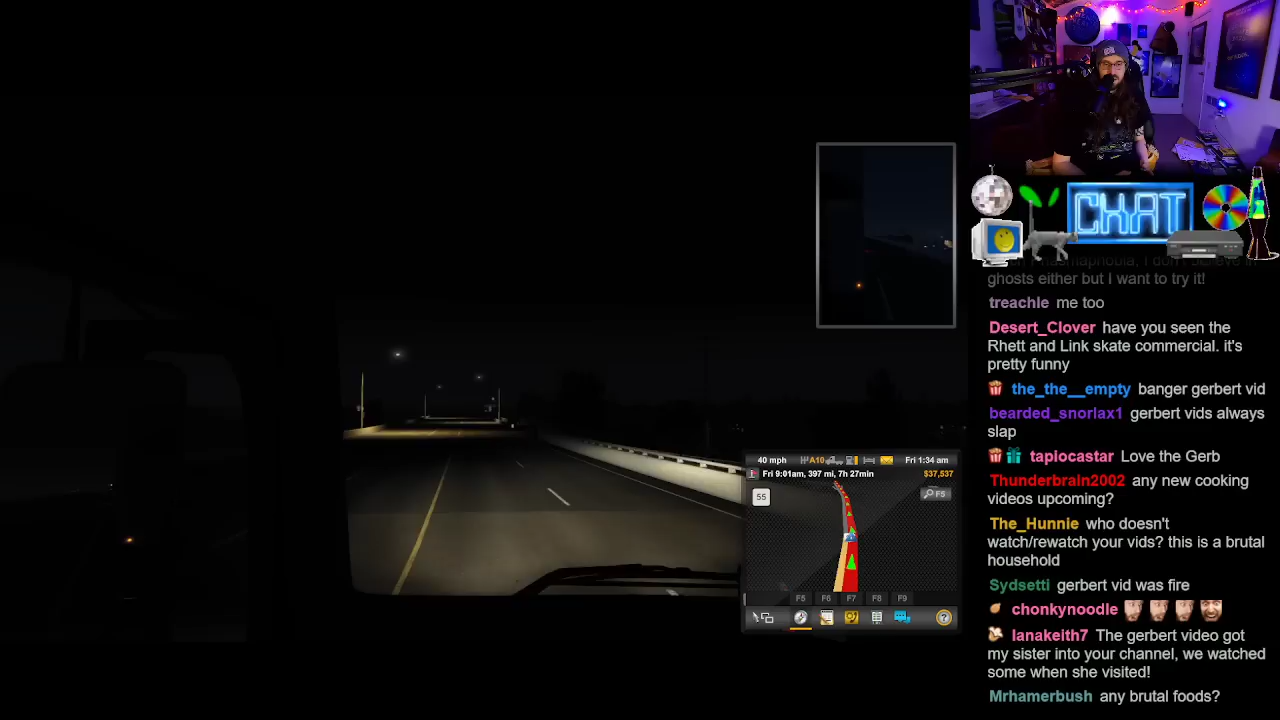 CHAT
ghosts either but I want to try it!
treachle me too
Desert_Clover have you seen the
Rhett and Link skate commercial. it's
pretty funny
the_the__empty banger gerbert vid
bearded_snorlax1 gerbert vids always
slap
tapiocastar Love the Gerb
Thunderbrain2002 any new cooking
videos upcoming?
The_Hunnie who doesn't
watch/rewatch your vids? this is a brutal
household
Sydsetti gerbert vid was fire
chonkynoodle
lanakeith7 The gerbert video got
my sister into your channel, we watched
some when she visited!
Mrhamerbush any brutal foods?
40 mph A10 Fri 1:34 am
Fri 9:01am, 397 mi, 7h 27min $37,537
55 F5
F5 F6 F7 F8 F9